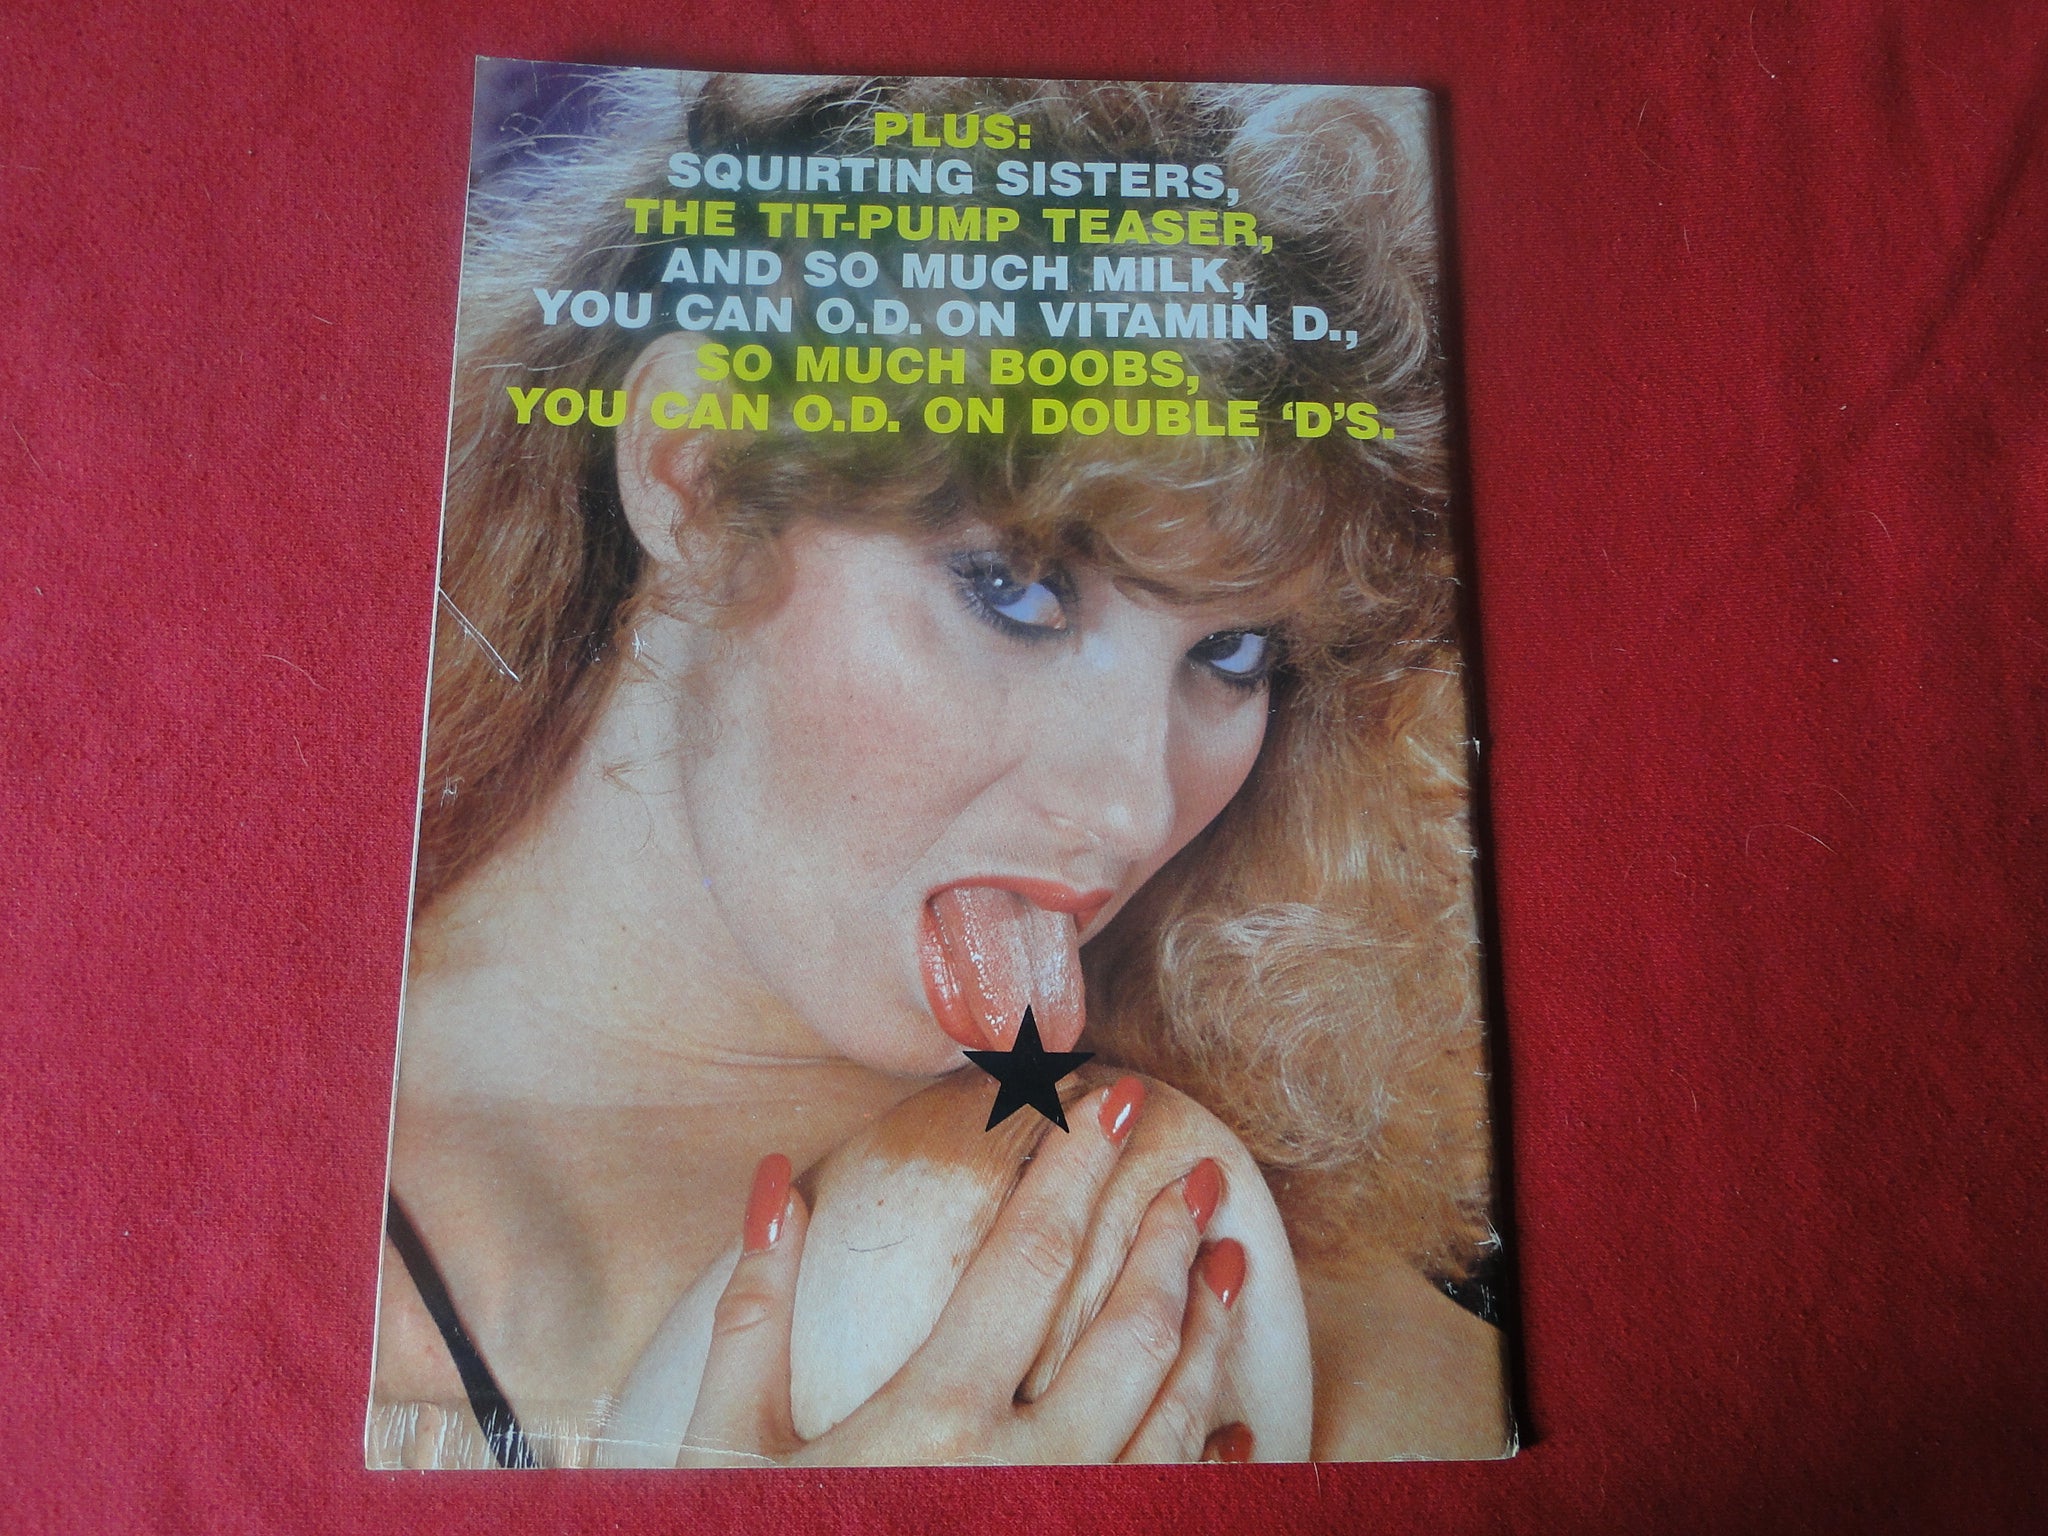 PLUS:
SQUIRTING SISTERS,
THE TIT-PUMP TEASER,
AND SO MUCH MILK,
YOU CAN O.D. ON VITAMIN D.,
SO MUCH BOOBS,
YOU CAN O.D. ON DOUBLE ‘D’S.